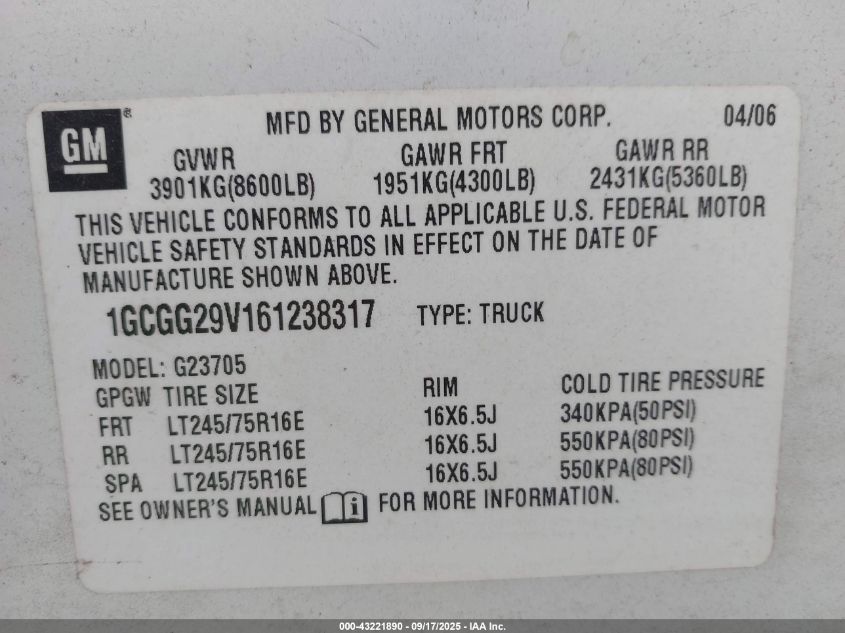 GM®
MFD BY GENERAL MOTORS CORP. 04/06
GVWR GAWR FRT GAWR RR
3901KG(8600LB) 1951KG(4300LB) 2431KG(5360LB)
THIS VEHICLE CONFORMS TO ALL APPLICABLE U.S. FEDERAL MOTOR
VEHICLE SAFETY STANDARDS IN EFFECT ON THE DATE OF
MANUFACTURE SHOWN ABOVE.
1GCGG29V161238317 TYPE: TRUCK
MODEL: G23705
GPGW TIRE SIZE RIM COLD TIRE PRESSURE
FRT LT245/75R16E 16X6.5J 340KPA(50PSI)
RR LT245/75R16E 16X6.5J 550KPA(80PSI)
SPA LT245/75R16E 16X6.5J 550KPA(80PSI)
SEE OWNER'S MANUAL i FOR MORE INFORMATION.
000-43221890 - 09/17/2025 - IAA Inc.